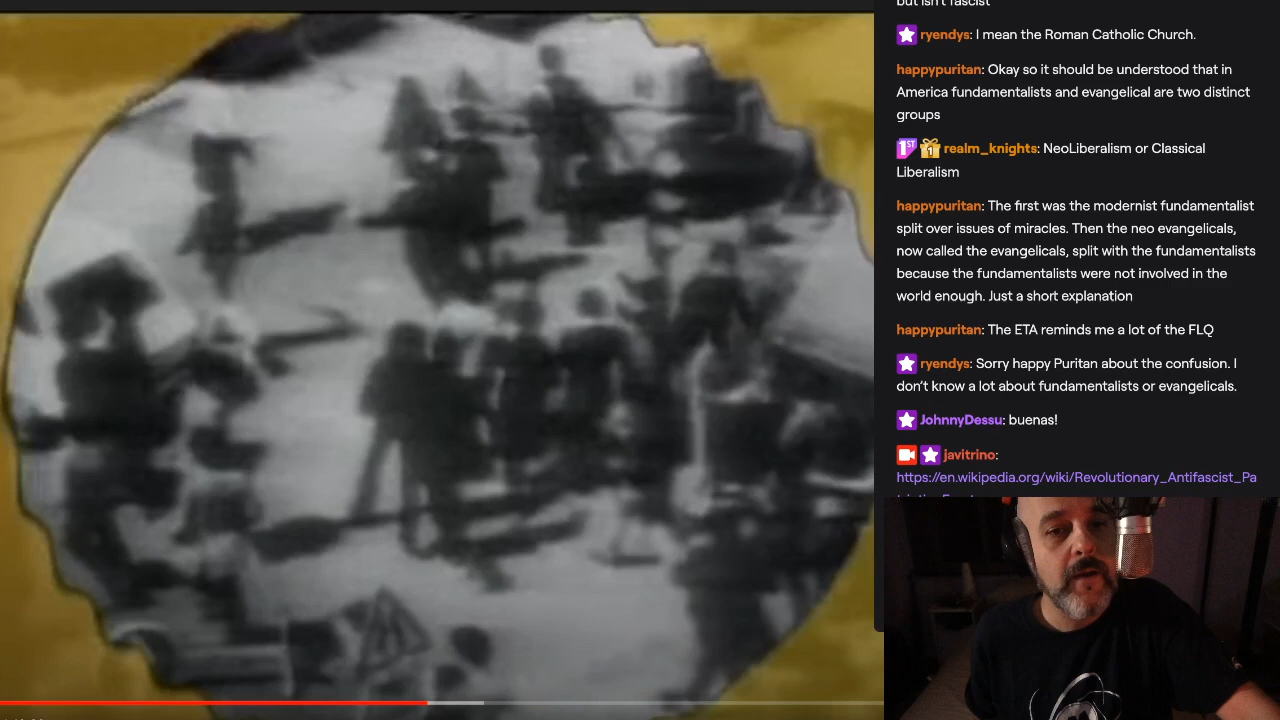 but isn't fascist
ryendys: I mean the Roman Catholic Church.
happypuritan: Okay so it should be understood that in
America fundamentalists and evangelical are two distinct
groups
1ST 1 realm_knights: NeoLiberalism or Classical
Liberalism
happypuritan: The first was the modernist fundamentalist
split over issues of miracles. Then the neo evangelicals,
now called the evangelicals, split with the fundamentalists
because the fundamentalists were not involved in the
world enough. Just a short explanation
happypuritan: The ETA reminds me a lot of the FLQ
ryendys: Sorry happy Puritan about the confusion. I
don't know a lot about fundamentalists or evangelicals.
JohnnyDessu: buenas!
javitrino:
https://en.wikipedia.org/wiki/Revolutionary_Antifascist_Pa